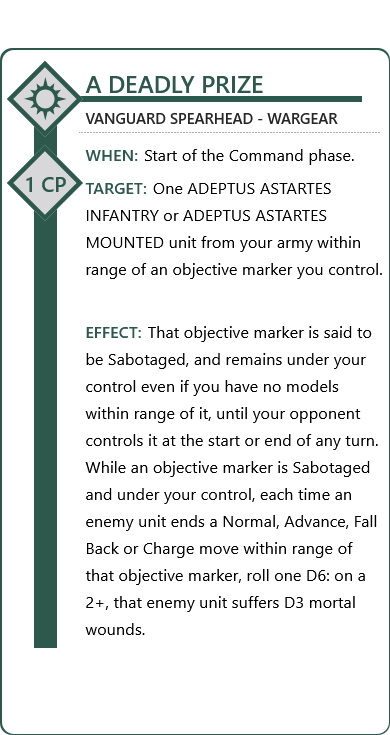 A DEADLY PRIZE
VANGUARD SPEARHEAD - WARGEAR
WHEN: Start of the Command phase.
1 CP
TARGET: One ADEPTUS ASTARTES
INFANTRY or ADEPTUS ASTARTES
MOUNTED unit from your army within
range of an objective marker you control.
EFFECT: That objective marker is said to
be Sabotaged, and remains under your
control even if you have no models
within range of it, until your opponent
controls it at the start or end of any turn.
While an objective marker is Sabotaged
and under your control, each time an
enemy unit ends a Normal, Advance, Fall
Back or Charge move within range of
that objective marker, roll one D6: on a
2+, that enemy unit suffers D3 mortal
wounds.